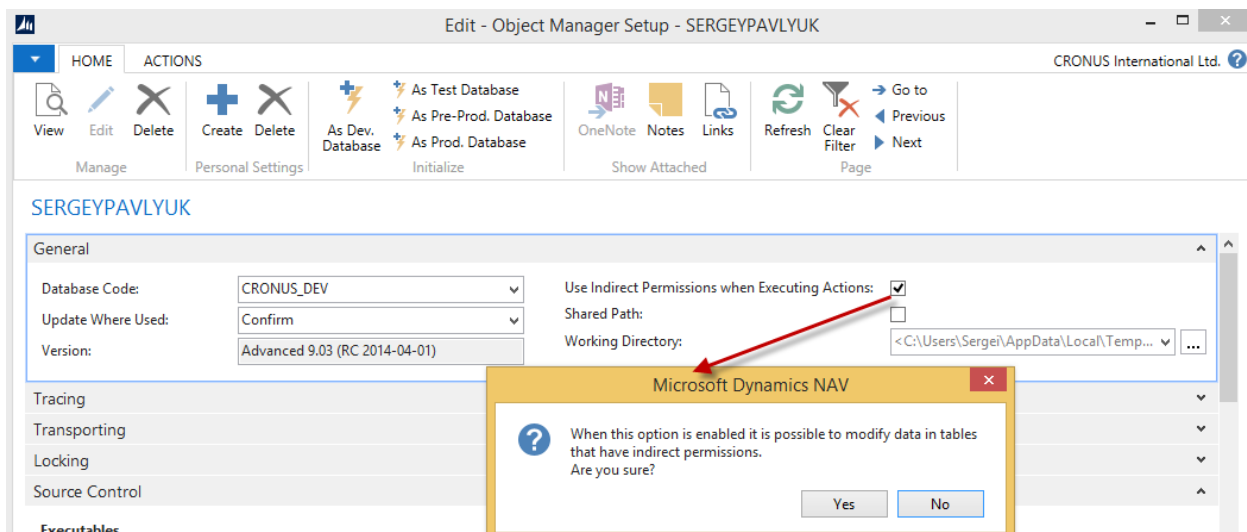 Edit - Object Manager Setup - SERGEYPAVLYUK
HOME ACTIONS CRONUS International Ltd.
View Edit Delete Create Delete As Dev. Database As Test Database As Pre-Prod. Database As Prod. Database OneNote Notes Links Refresh Clear Filter Go to Previous Next
Manage Personal Settings Initialize Show Attached Page
SERGEYPAVLYUK
General
Database Code: CRONUS_DEV Use Indirect Permissions when Executing Actions:
Update Where Used: Confirm Shared Path:
Version: Advanced 9.03 (RC 2014-04-01) Working Directory: <C:\Users\Sergei\AppData\Local\Temp... ...
Tracing
Transporting
Locking
Source Control
Executables
Microsoft Dynamics NAV
When this option is enabled it is possible to modify data in tables
that have indirect permissions.
Are you sure?
Yes No